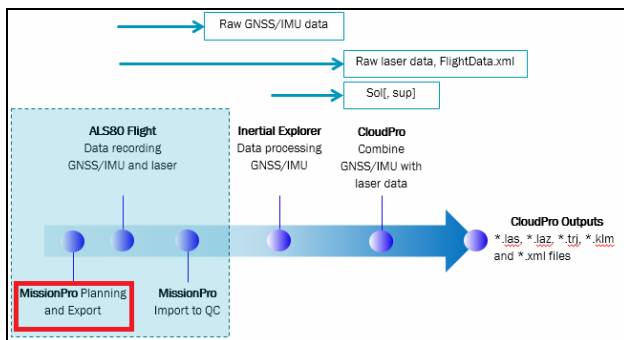 Raw GNSS/IMU data
Raw laser data, FlightData.xml
Sol[, sup]
ALS80 Flight
Data recording
GNSS/IMU and laser
Inertial Explorer
Data processing
GNSS/IMU
CloudPro
Combine
GNSS/IMU with
laser data
MissionPro Planning
and Export
MissionPro
Import to QC
CloudPro Outputs
*.las, *.laz, *.trj, *.klm
and *.xml files